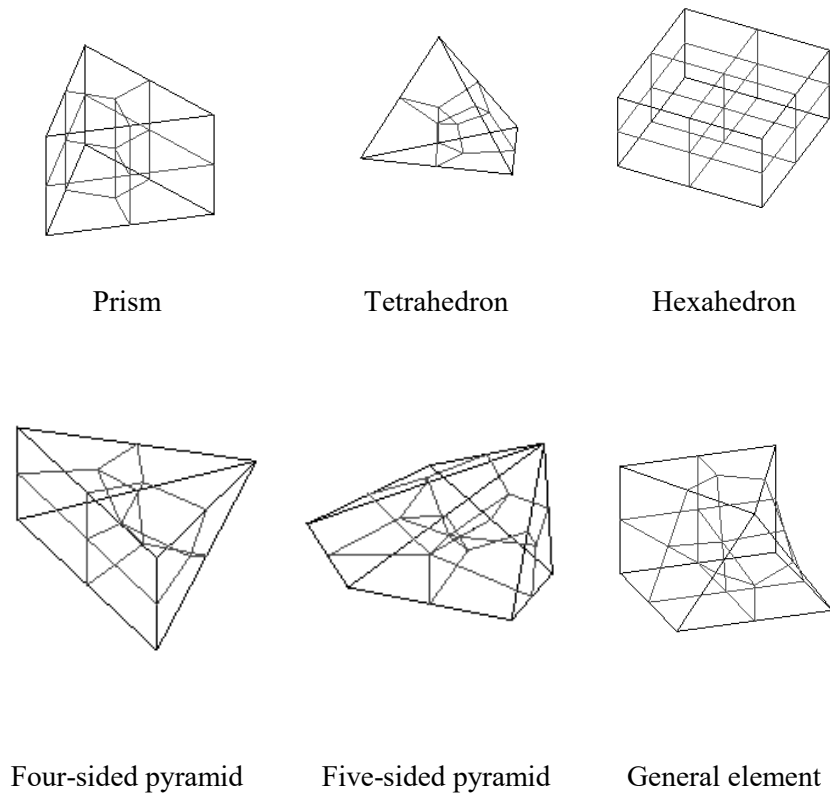 Prism Tetrahedron Hexahedron
Four-sided pyramid Five-sided pyramid General element